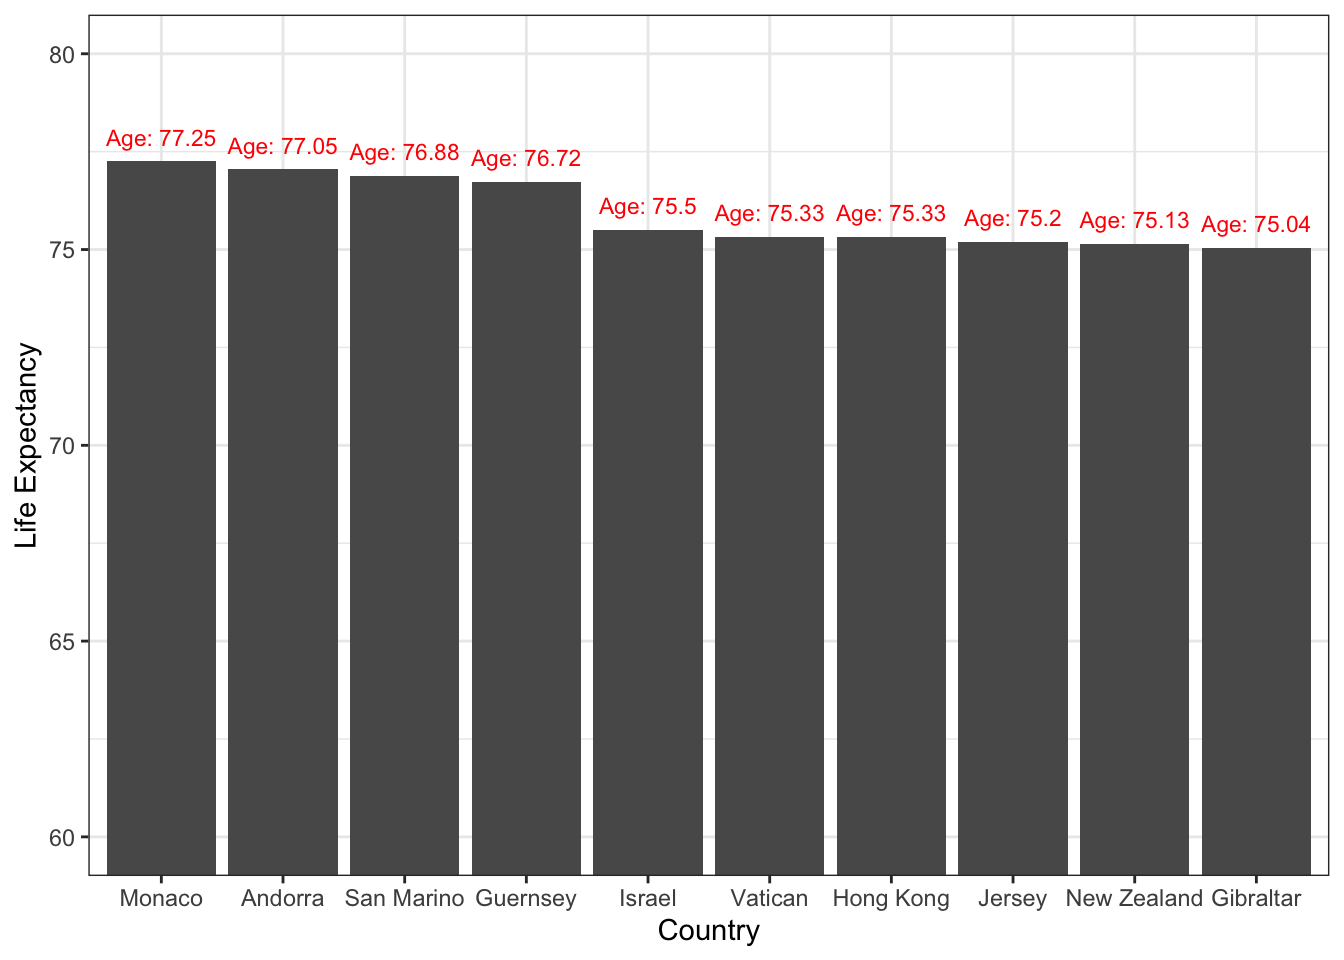 80
75
70
65
60
Life Expectancy
Age: 77.25
Age: 77.05
Age: 76.88
Age: 76.72
Age: 75.5
Age: 75.33
Age: 75.33
Age: 75.2
Age: 75.13
Age: 75.04
Monaco Andorra San Marino Guernsey Israel Vatican Hong Kong Jersey New Zealand Gibraltar
Country